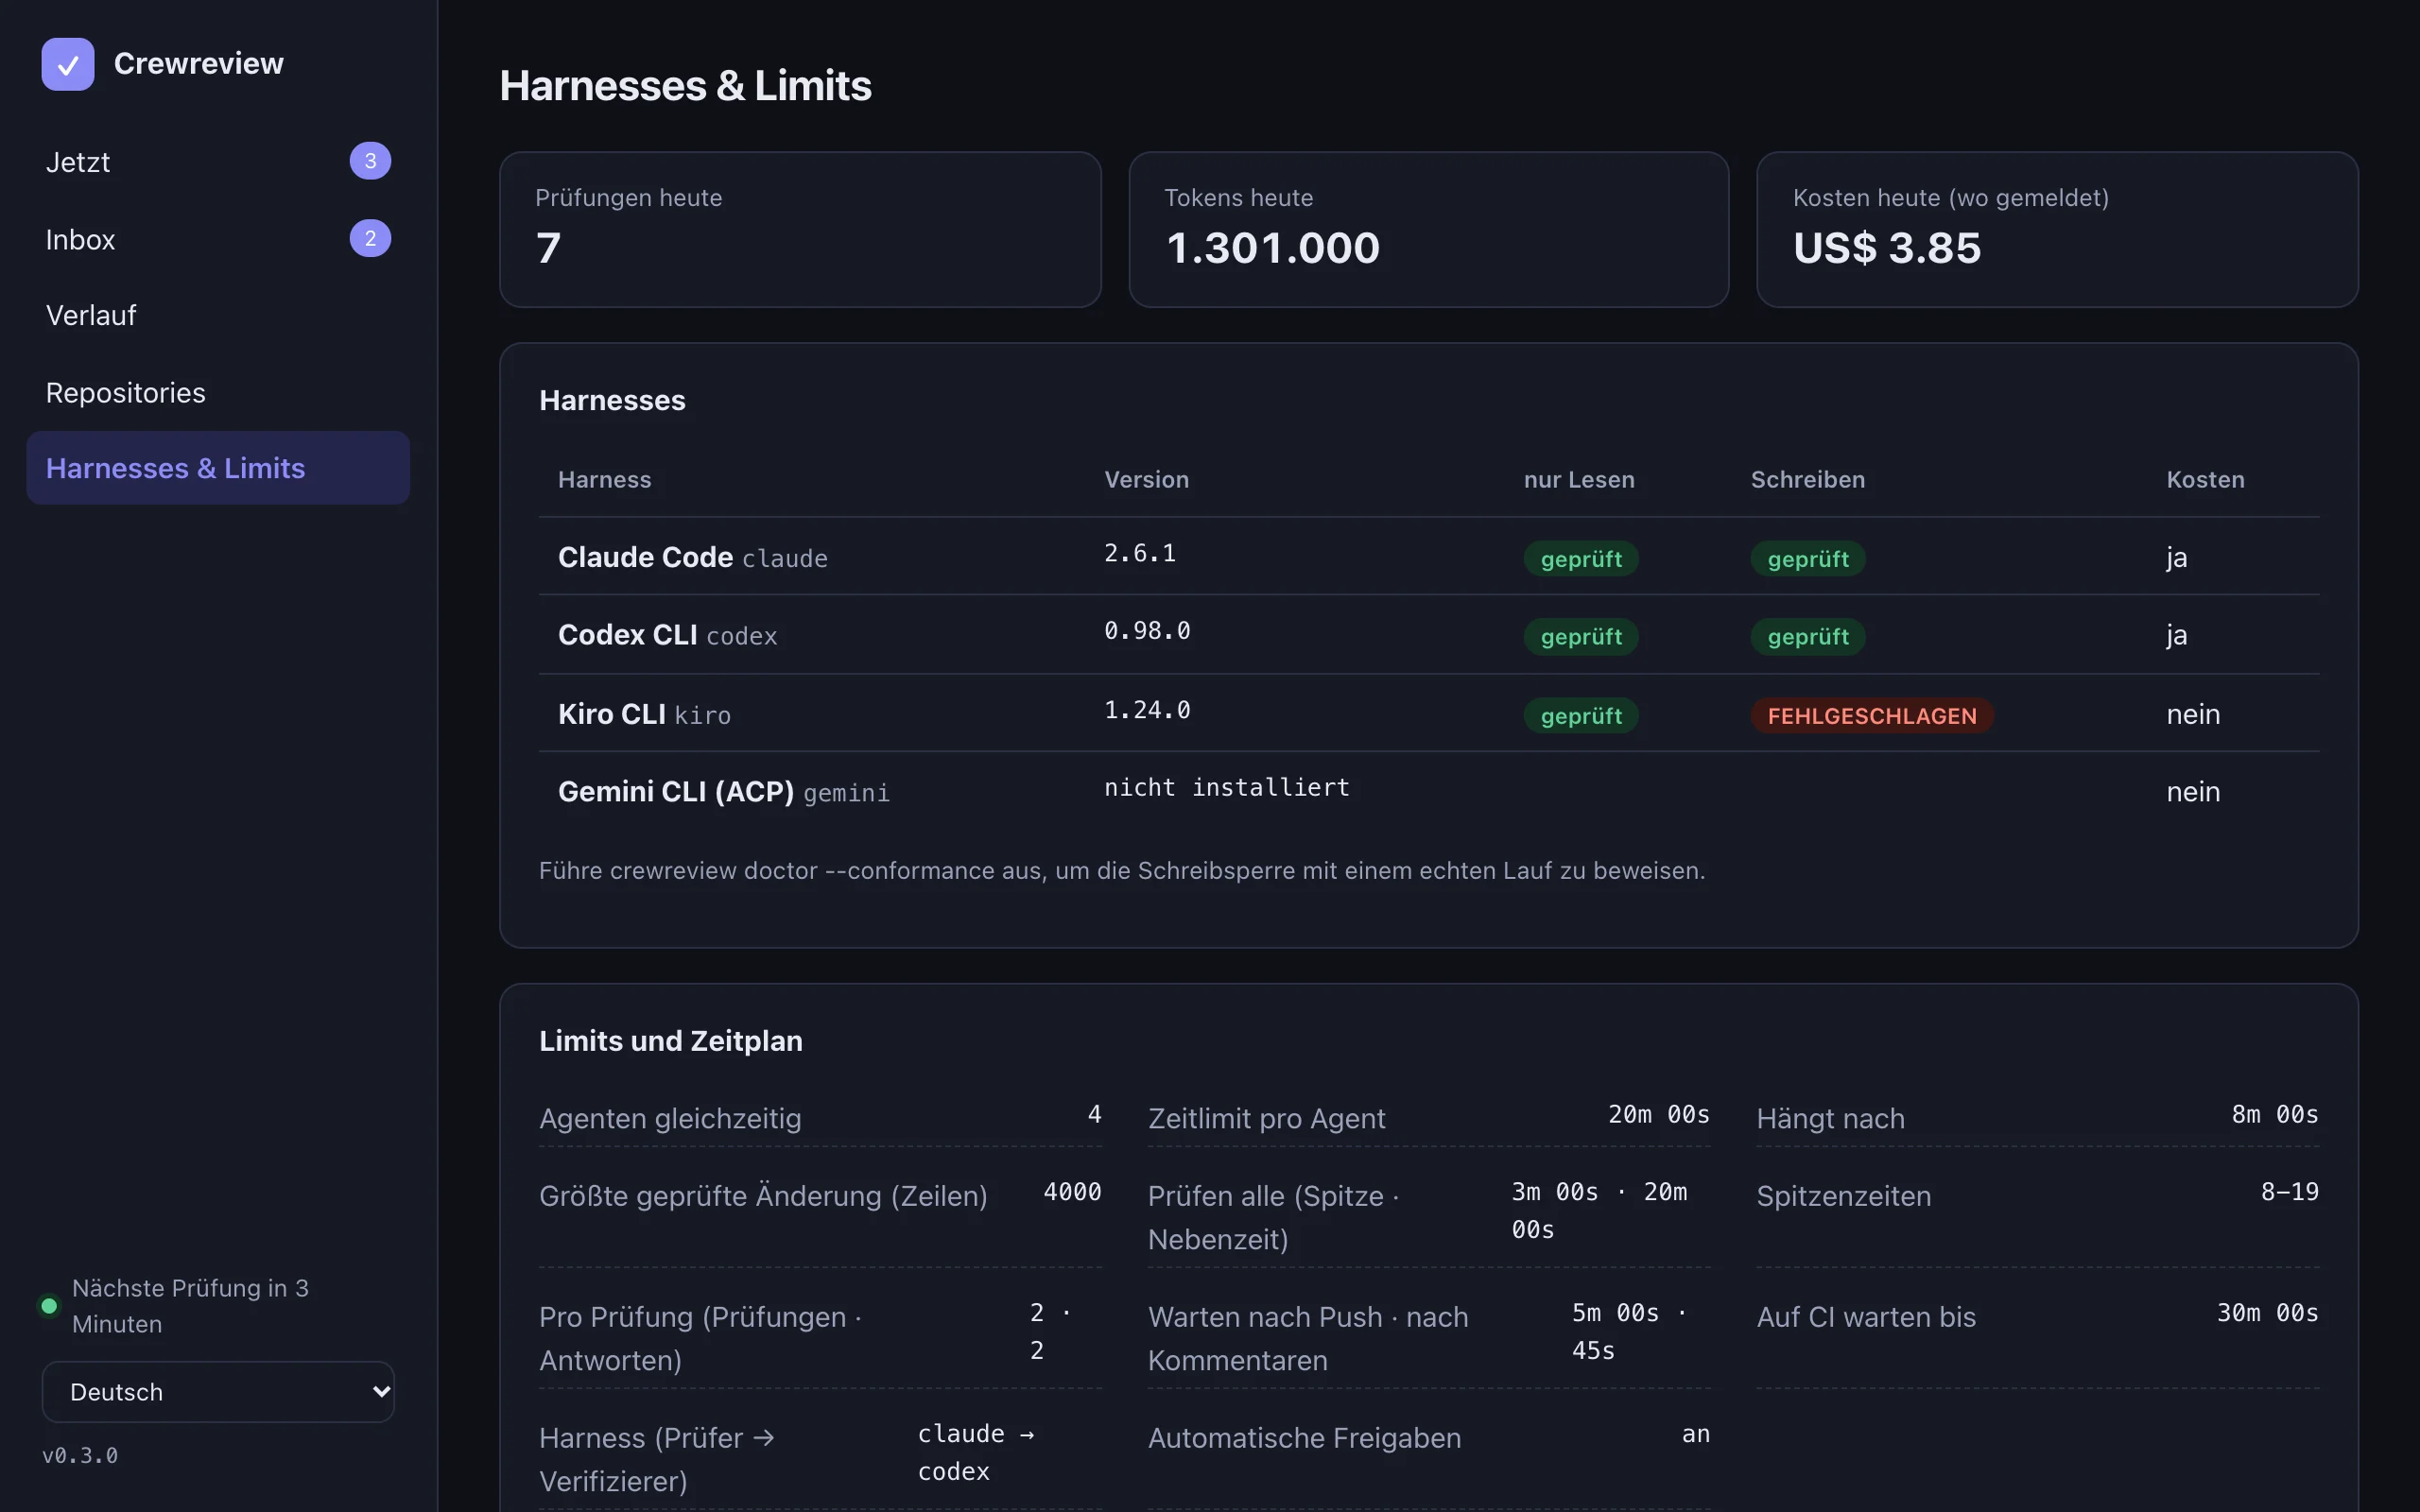 Crewreview
Jetzt 3
Inbox 2
Verlauf
Repositories
Harnesses & Limits
Nächste Prüfung in 3
Minuten
Deutsch
v0.3.0
Harnesses & Limits
Prüfungen heute
7
Tokens heute
1.301.000
Kosten heute (wo gemeldet)
US$ 3.85
Harnesses
Harness Version nur Lesen Schreiben Kosten
Claude Code claude 2.6.1 geprüft geprüft ja
Codex CLI codex 0.98.0 geprüft geprüft ja
Kiro CLI kiro 1.24.0 geprüft FEHLGESCHLAGEN nein
Gemini CLI (ACP) gemini nicht installiert nein
Führe crewreview doctor --conformance aus, um die Schreibsperre mit einem echten Lauf zu beweisen.
Limits und Zeitplan
Agenten gleichzeitig 4
Zeitlimit pro Agent 20m 00s
Hängt nach 8m 00s
Größte geprüfte Änderung (Zeilen) 4000
Prüfen alle (Spitze · 3m 00s · 20m
Nebenzeit) 00s
Spitzenzeiten 8–19
Pro Prüfung (Prüfungen · 2 ·
Antworten) 2
Warten nach Push · nach 5m 00s ·
Kommentaren 45s
Auf CI warten bis 30m 00s
Harness (Prüfer → claude →
Verifizierer) codex
Automatische Freigaben an